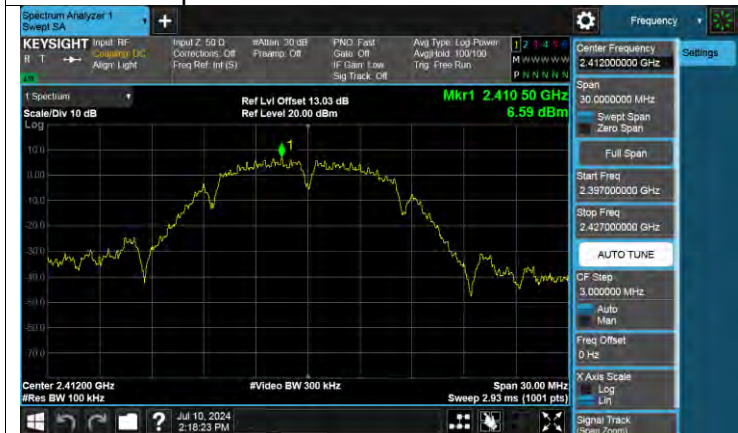 Spectrum Analyzer 1
Swept SA
Frequency
KEYSIGHT
R T
Input: RF
Coupling: DC
Align: Light
Input Z: 50 Ω
Corrections: Off
Freq Ref: Int (S)
#Atten: 30 dB
Preamp: Off
PNO: Fast
Gate: Off
IF Gain: Low
Sig Track: Off
Avg Type: Log-Power
Avg|Hold: 100/100
Trig: Free Run
1 2 3 4 5 6
M W W W W W
P N N N N N
1 Spectrum
Scale/Div 10 dB
Log
Ref Lvl Offset 13.03 dB
Ref Level 20.00 dBm
Mkr1 2.410 50 GHz
6.59 dBm
1
10.0
0.00
-10.0
-20.0
-30.0
-40.0
-50.0
-70.0
Center 2.41200 GHz
#Res BW 100 kHz
#Video BW 300 kHz
Span 30.00 MHz
Sweep 2.93 ms (1001 pts)
Center Frequency
2.412000000 GHz
Settings
Span
30.0000000 MHz
Swept Span
Zero Span
Full Span
Start Freq
2.397000000 GHz
Stop Freq
2.427000000 GHz
AUTO TUNE
CF Step
3.000000 MHz
Auto
Man
Freq Offset
0 Hz
X Axis Scale
Log
Lin
Signal Track
(Span Zoom)
?
Jul 10, 2024
2:18:23 PM